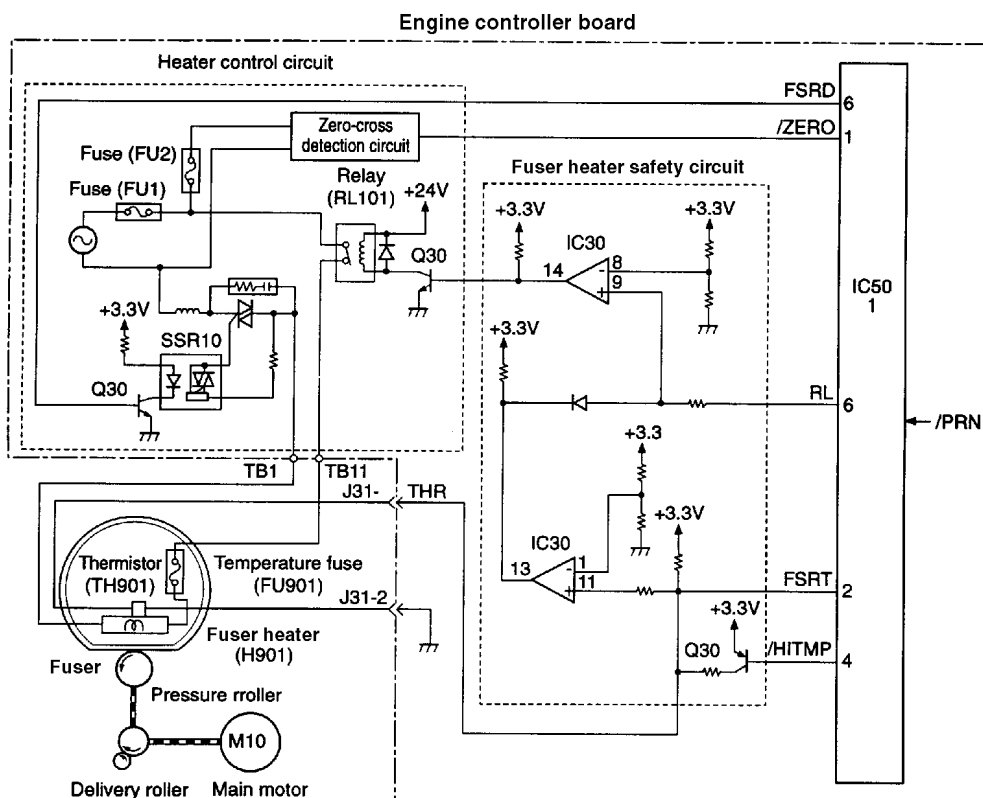 Engine controller board
Heater control circuit
FSRD
6
/ZERO
1
Zero-cross
detection circuit
Fuse (FU2)
Fuse (FU1)
Relay
(RL101)
+24V
Q30
Fuser heater safety circuit
+3.3V
+3.3V
IC30
14
8
9
-
+
IC50
1
+3.3V
SSR10
Q30
+3.3V
RL
6
/PRN
+3.3
TB1
TB11
J31-
THR
+3.3V
IC30
13
1
11
-
+
FSRT
2
Thermistor
(TH901)
Temperature fuse
(FU901)
J31-2
+3.3V
Q30
/HITMP
4
Fuser heater
(H901)
Fuser
Pressure rroller
M10
Delivery roller
Main motor